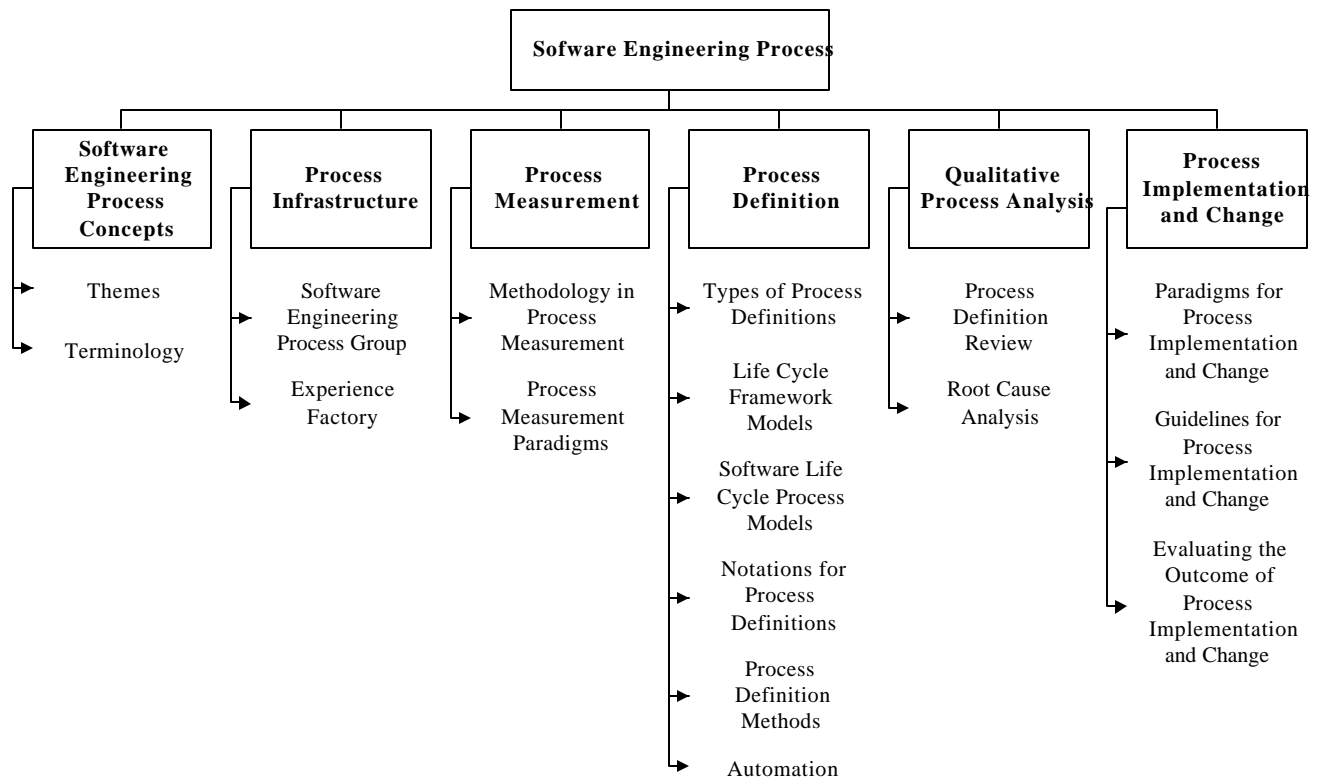 Sofware Engineering Process
Software
Engineering
Process
Concepts
Themes
Terminology
Process
Infrastructure
Software
Engineering
Process Group
Experience
Factory
Process
Measurement
Methodology in
Process
Measurement
Process
Measurement
Paradigms
Process
Definition
Types of Process
Definitions
Life Cycle
Framework
Models
Software Life
Cycle Process
Models
Notations for
Process
Definitions
Process
Definition
Methods
Automation
Qualitative
Process Analysis
Process
Definition
Review
Root Cause
Analysis
Process
Implementation
and Change
Paradigms for
Process
Implementation
and Change
Guidelines for
Process
Implementation
and Change
Evaluating the
Outcome of
Process
Implementation
and Change